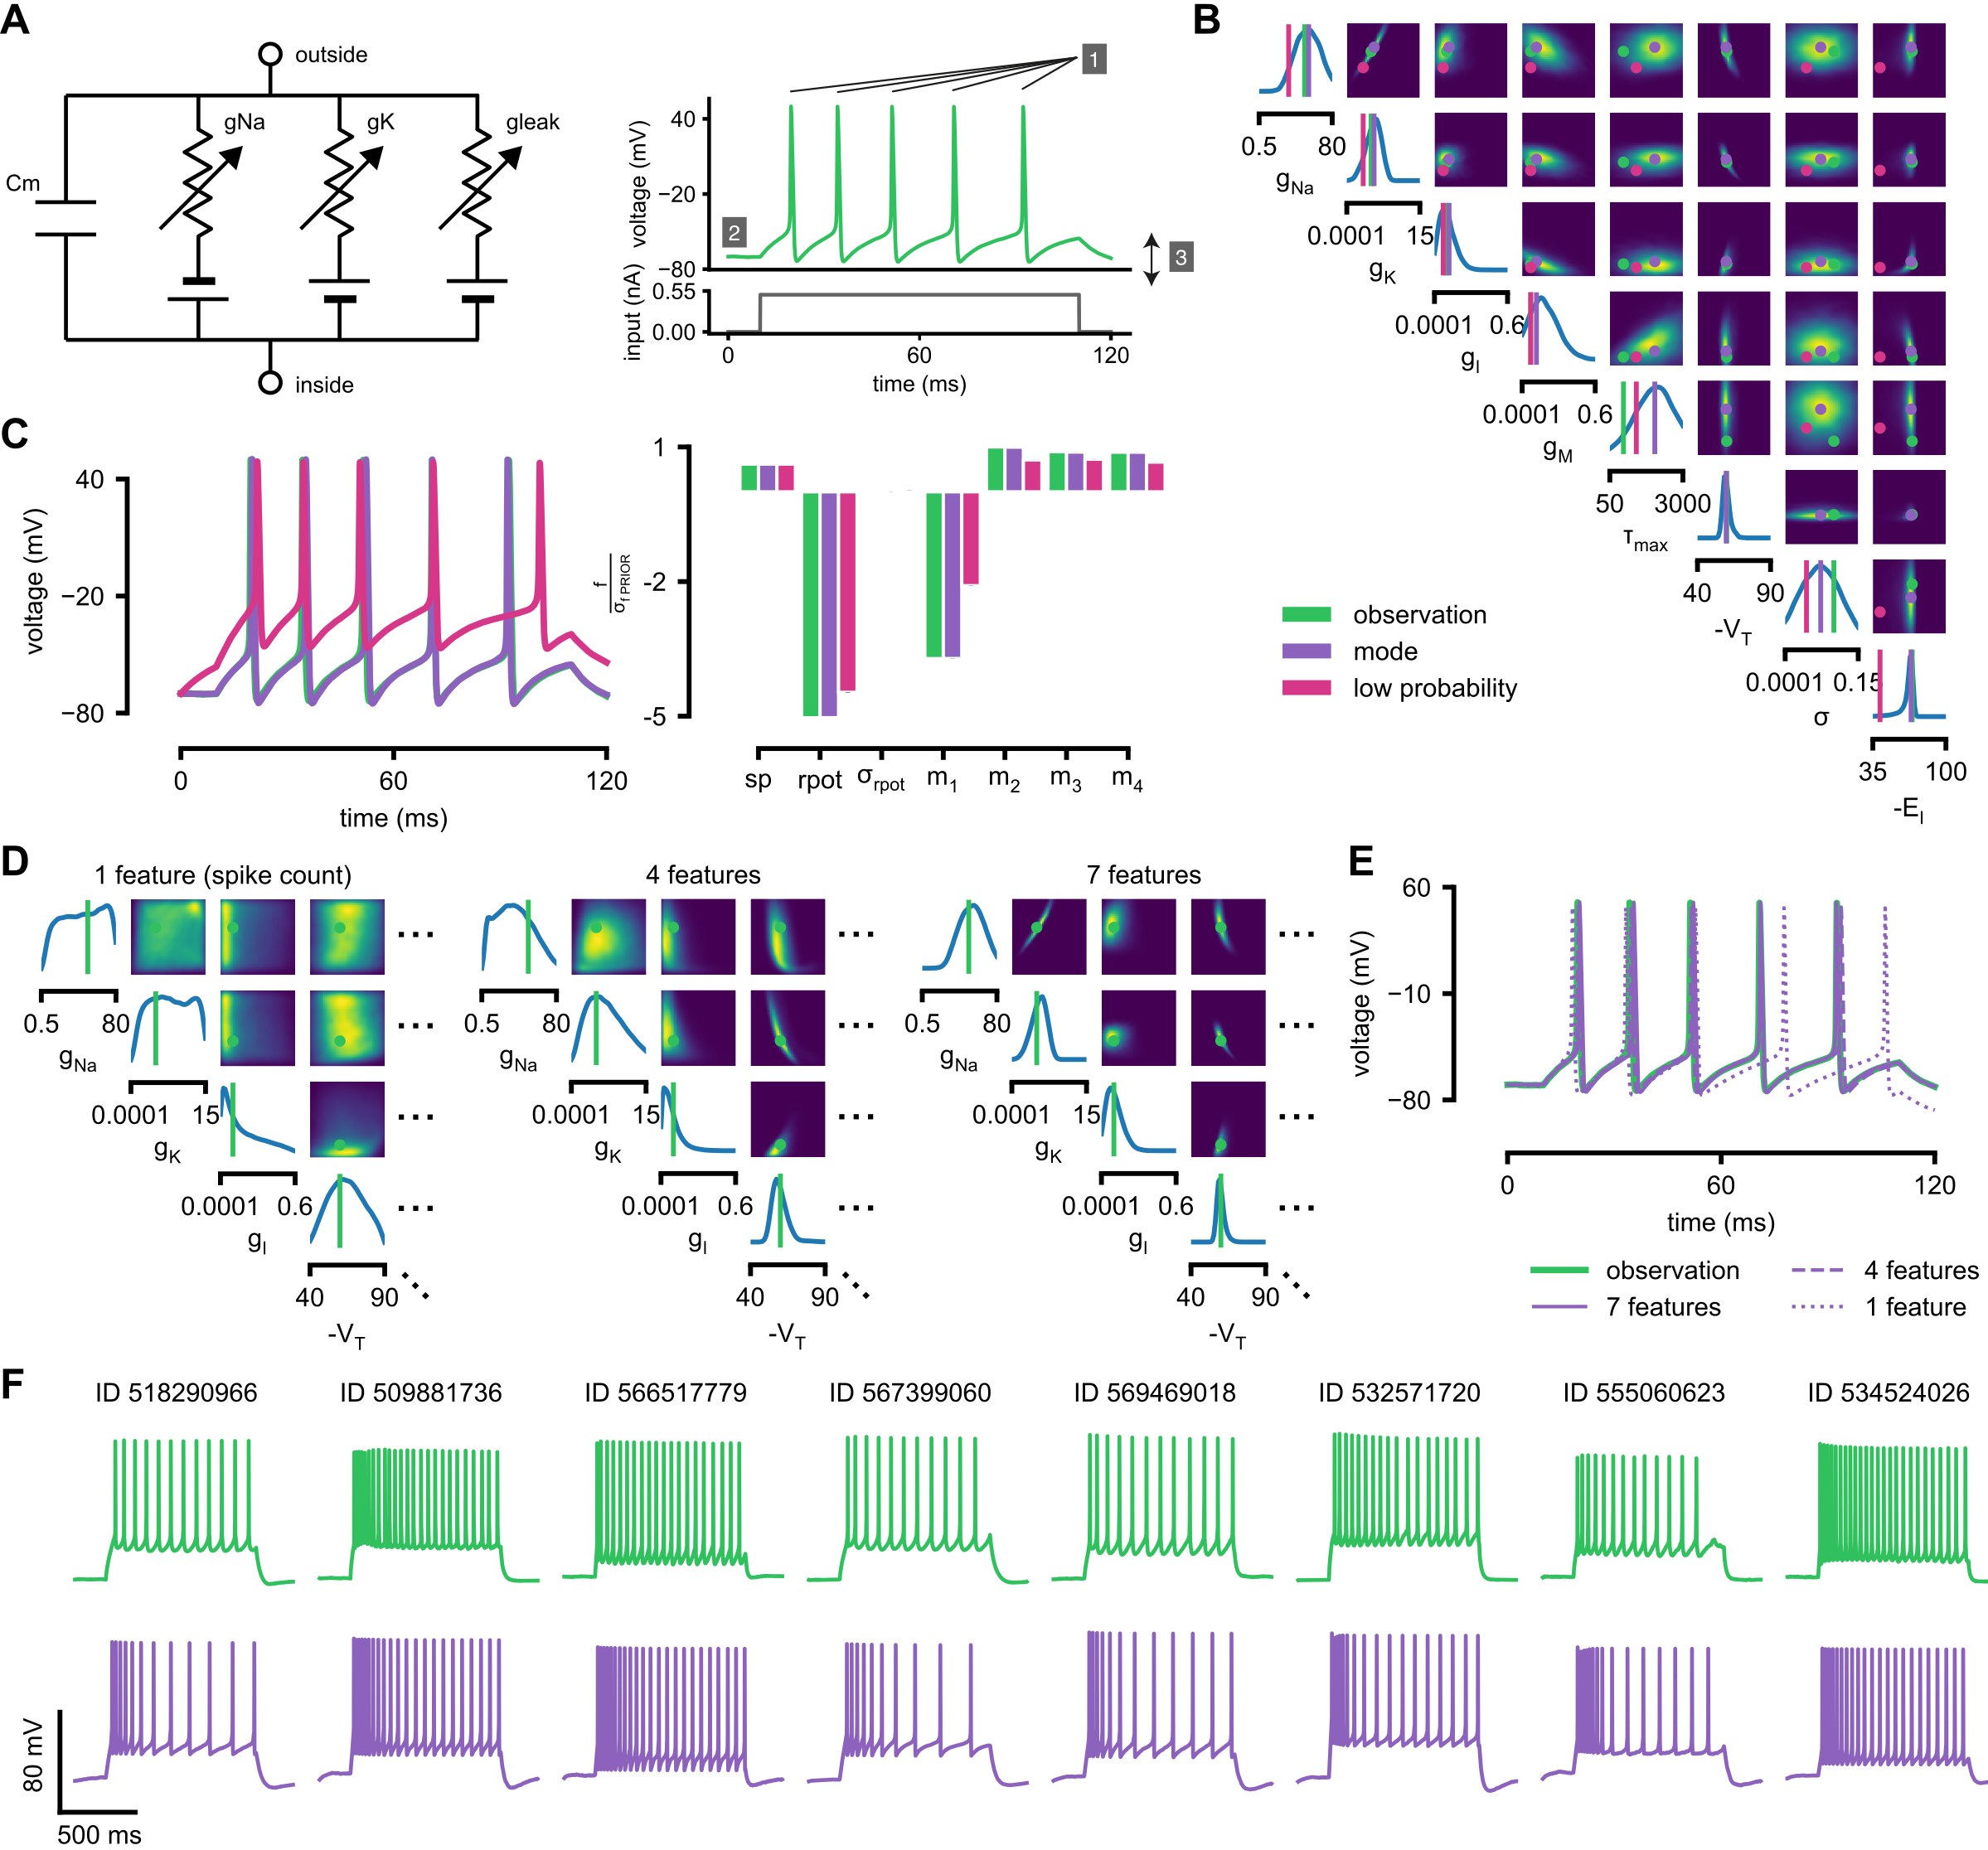 A
outside
gNa
gK
gleak
Cm
inside
1
voltage (mV)
40
−20
−80
2
3
input (nA)
0.55
0.00
0
60
120
time (ms)
B
0.5
80
gNa
0.0001
15
gK
0.0001
0.6
gl
0.0001
0.6
gM
50
3000
τmax
40
90
-VT
0.0001
0.15
σ
35
100
-El
C
voltage (mV)
40
−20
−80
0
60
120
time (ms)
f
σf PRIOR
1
-2
-5
sp
rpot
σrpot
m1
m2
m3
m4
observation
mode
low probability
D
1 feature (spike count)
0.5
80
gNa
0.0001
15
gK
0.0001
0.6
gl
40
90
-VT
4 features
0.5
80
gNa
0.0001
15
gK
0.0001
0.6
gl
40
90
-VT
7 features
0.5
80
gNa
0.0001
15
gK
0.0001
0.6
gl
40
90
-VT
E
voltage (mV)
60
−10
−80
0
60
120
time (ms)
observation
4 features
7 features
1 feature
F
ID 518290966
ID 509881736
ID 566517779
ID 567399060
ID 569469018
ID 532571720
ID 555060623
ID 534524026
80 mV
500 ms